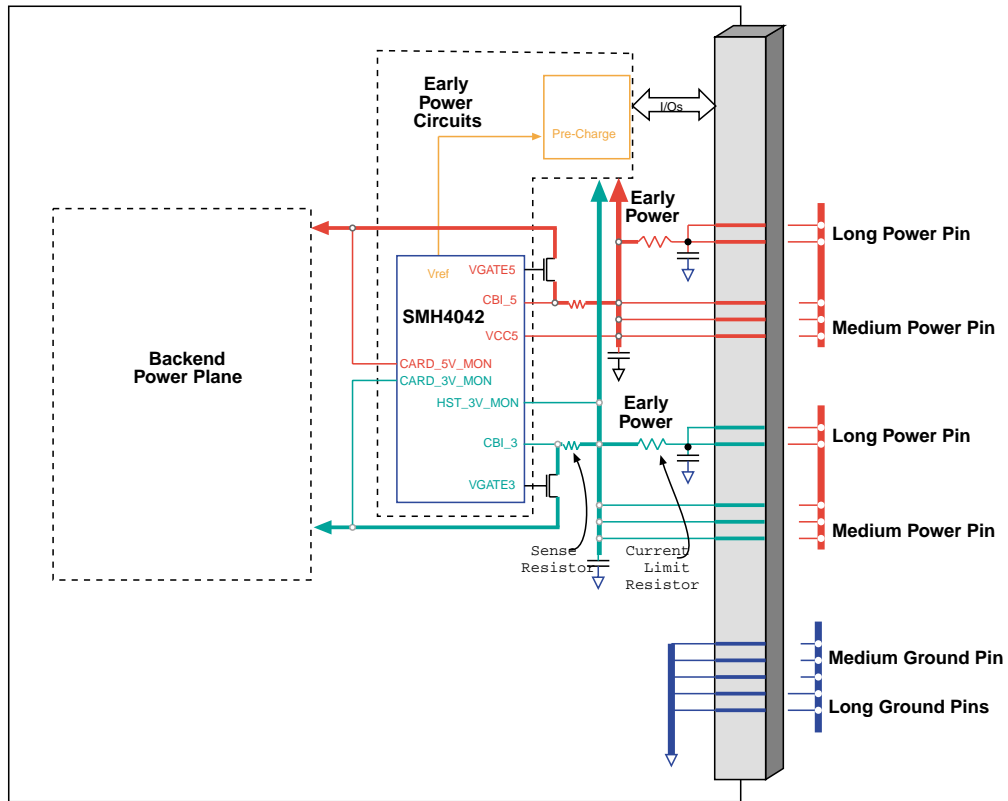 Early
Power
Circuits
Pre-Charge
I/Os
Early
Power
Long Power Pin
Vref
VGATE5
CBI_5
SMH4042
VCC5
Medium Power Pin
Backend
Power Plane
CARD_5V_MON
CARD_3V_MON
HST_3V_MON
Early
Power
Long Power Pin
CBI_3
VGATE3
Medium Power Pin
Sense
Resistor
Current
Limit
Resistor
Medium Ground Pin
Long Ground Pins